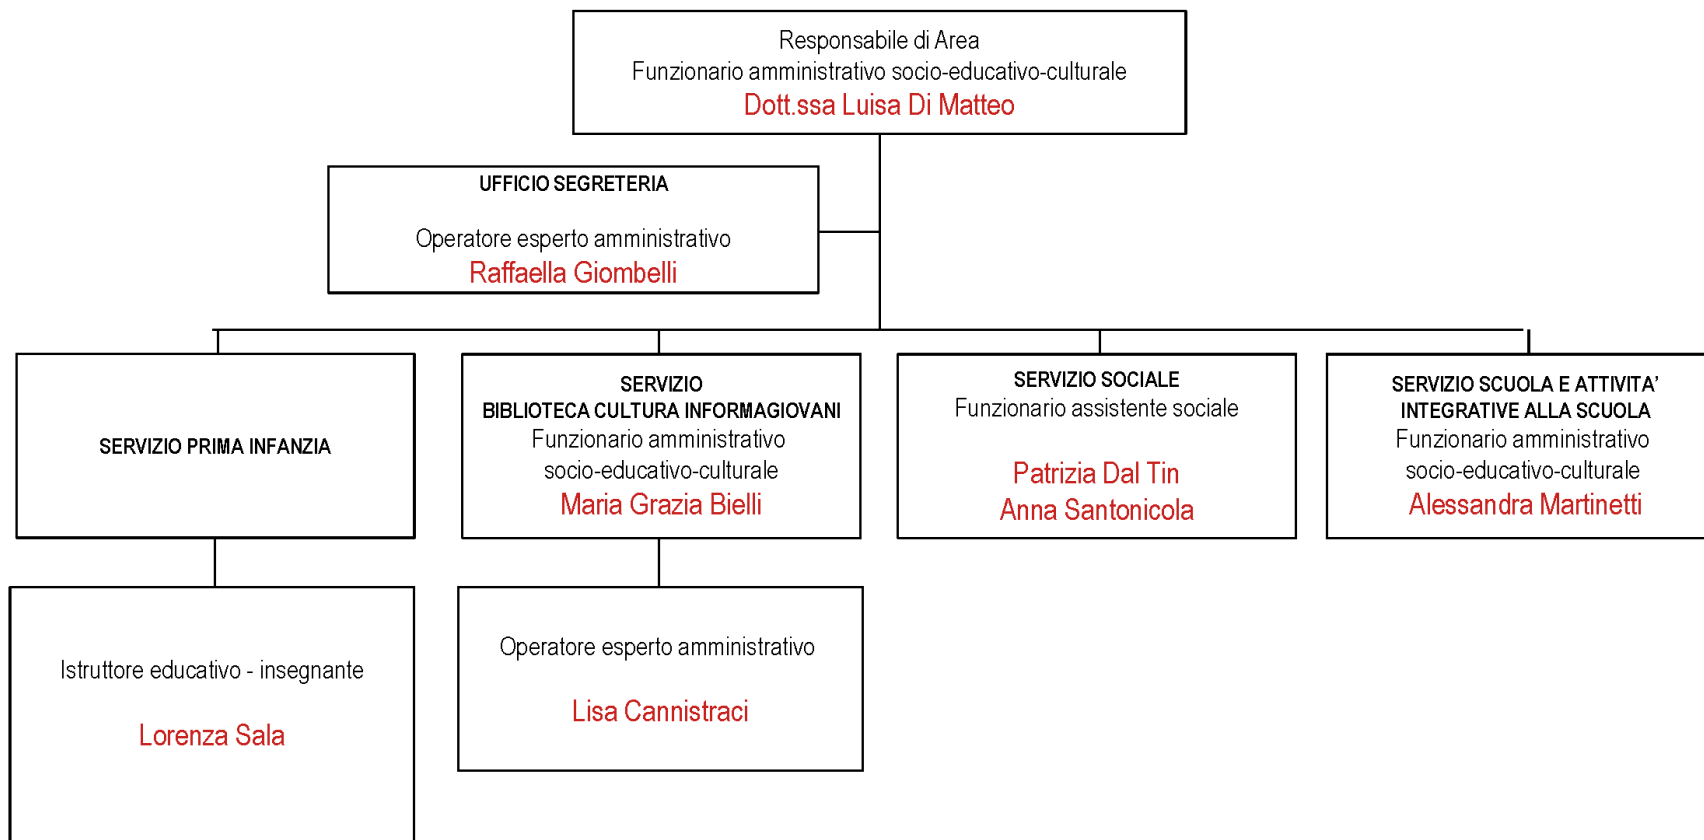 Responsabile di Area
Funzionario amministrativo socio-educativo-culturale
Dott.ssa Luisa Di Matteo
UFFICIO SEGRETERIA
Operatore esperto amministrativo
Raffaella Giombelli
SERVIZIO PRIMA INFANZIA
SERVIZIO
BIBLIOTECA CULTURA INFORMAGIOVANI
Funzionario amministrativo
socio-educativo-culturale
Maria Grazia Bielli
SERVIZIO SOCIALE
Funzionario assistente sociale
Patrizia Dal Tin
Anna Santonicola
SERVIZIO SCUOLA E ATTIVITA’
INTEGRATIVE ALLA SCUOLA
Funzionario amministrativo
socio-educativo-culturale
Alessandra Martinetti
Istruttore educativo - insegnante
Lorenza Sala
Operatore esperto amministrativo
Lisa Cannistraci